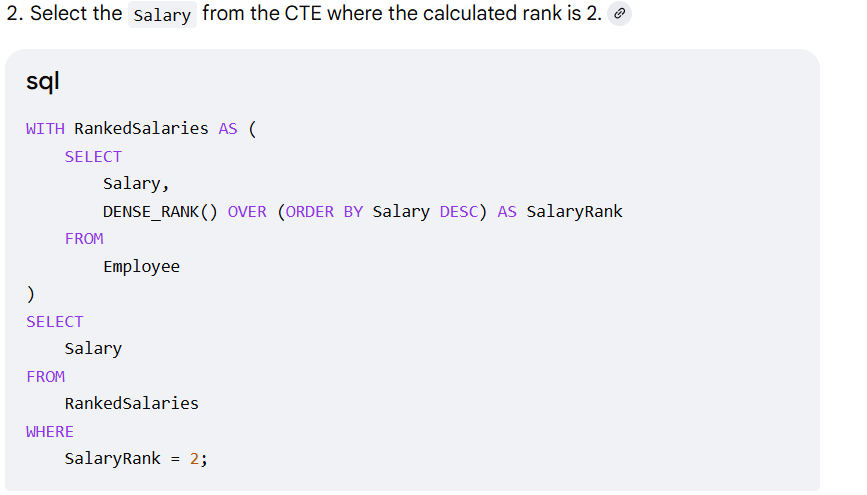 2. Select the Salary from the CTE where the calculated rank is 2.
sql
WITH RankedSalaries AS (
    SELECT
        Salary,
        DENSE_RANK() OVER (ORDER BY Salary DESC) AS SalaryRank
    FROM
        Employee
)
SELECT
    Salary
FROM
    RankedSalaries
WHERE
    SalaryRank = 2;